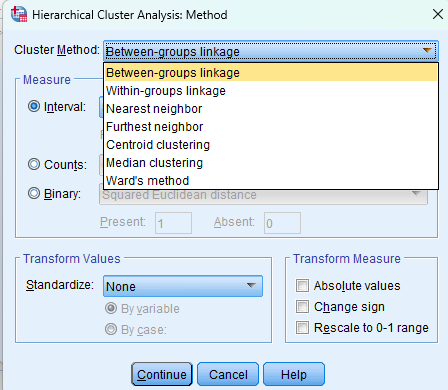 Hierarchical Cluster Analysis: Method
Cluster Method: Between-groups linkage
Between-groups linkage
Within-groups linkage
Nearest neighbor
Furthest neighbor
Centroid clustering
Median clustering
Ward's method
Measure
Interval:
Counts:
Binary: Squared Euclidean distance
Present: 1 Absent: 0
Transform Values
Standardize: None
By variable
By case:
Transform Measure
Absolute values
Change sign
Rescale to 0-1 range
Continue Cancel Help